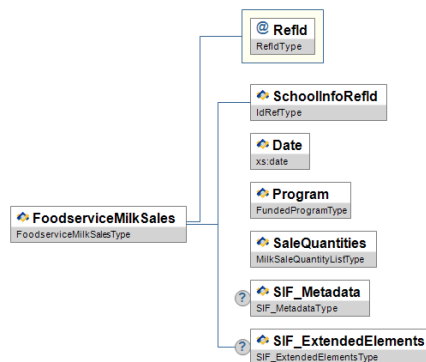 @ RefId
RefIdType
SchoolInfoRefId
IdRefType
Date
xs:date
Program
FundedProgramType
FoodserviceMilkSales
FoodserviceMilkSalesType
SaleQuantities
MilkSaleQuantityListType
? SIF_Metadata
SIF_MetadataType
? SIF_ExtendedElements
SIF_ExtendedElementsType